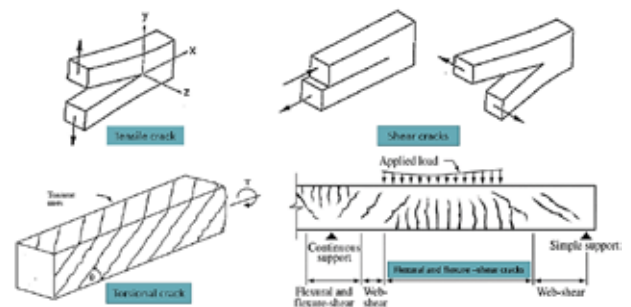 y
x
z
Tensile crack
Shear cracks
T
Torsional crack
Applied load
Continuous support
Simple support
Flexural and flexure-shear
Web-shear
Flexural and flexure-shear cracks
Web-shear